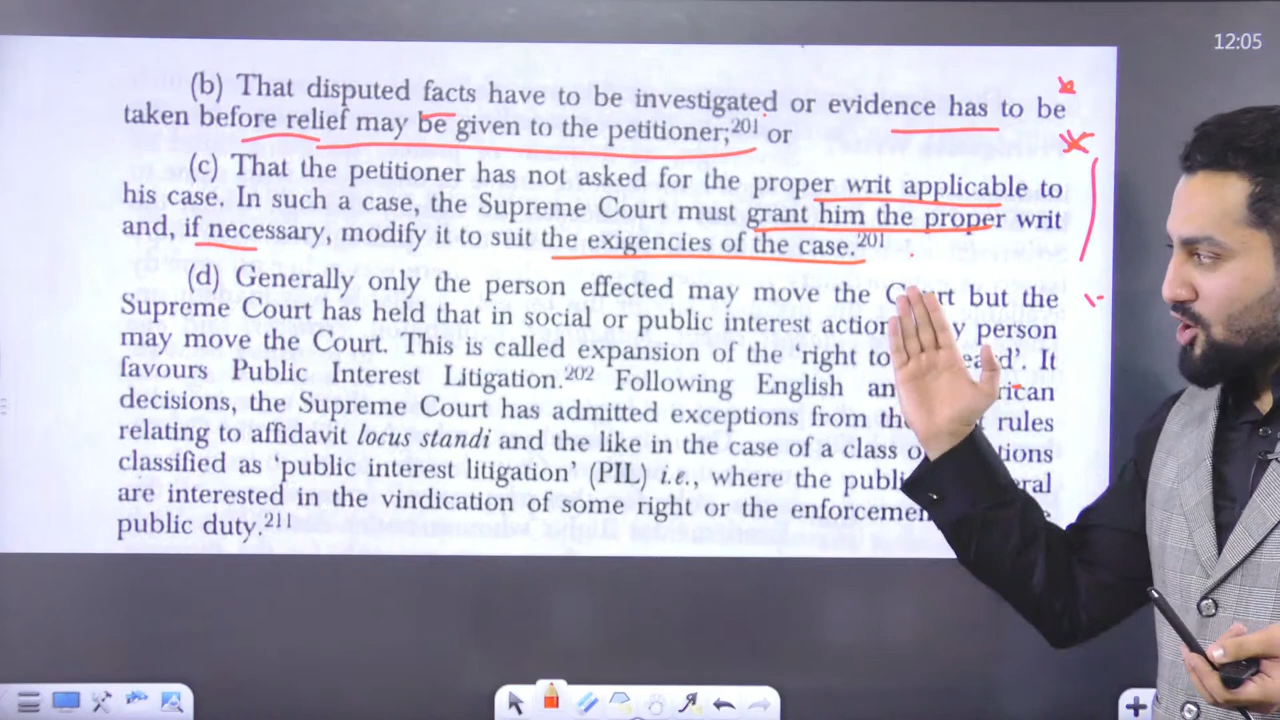 12:05
(b) That disputed facts have to be investigated or evidence has to be
taken before relief may be given to the petitioner;201 or
(c) That the petitioner has not asked for the proper writ applicable to
his case. In such a case, the Supreme Court must grant him the proper writ
and, if necessary, modify it to suit the exigencies of the case.201
(d) Generally only the person effected may move the Court but the
Supreme Court has held that in social or public interest action person
may move the Court. This is called expansion of the 'right to It
favours Public Interest Litigation.202 Following English
decisions, the Supreme Court has admitted exceptions from rules
relating to affidavit locus standi and the like in the case of a class
classified as 'public interest litigation' (PIL) i.e., where the
are interested in the vindication of some right or the
public duty.211